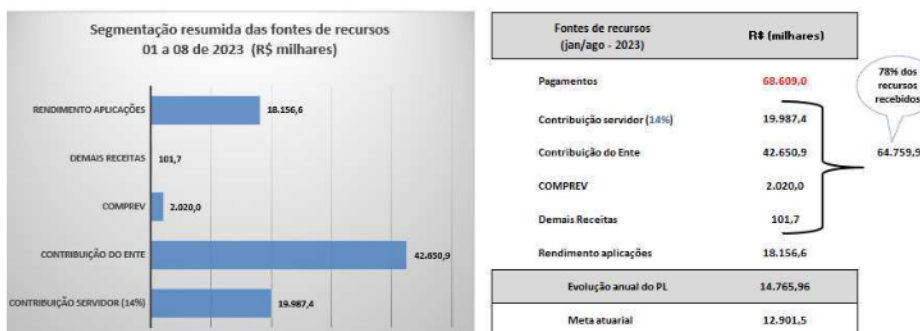 Segmentação resumida das fontes de recursos
01 a 08 de 2023 (R$ milhares)
RENDIMENTO APLICAÇÕES
18.156,6
DEMAIS RECEITAS
101,7
COMPREV
2.020,0
CONTRIBUIÇÃO DO ENTE
42.650,9
CONTRIBUIÇÃO SERVIDOR (14%)
19.987,4
Fontes de recursos
(jan/ago - 2023)
R$ (milhares)
Pagamentos
68.609,0
Contribuição servidor (14%)
19.987,4
Contribuição do Ente
42.650,9
COMPREV
2.020,0
Demais Receitas
101,7
Rendimento aplicações
18.156,6
Evolução anual do PL
14.765,96
Meta atuarial
12.901,5
78% dos
recursos
recebidos
64.759,9